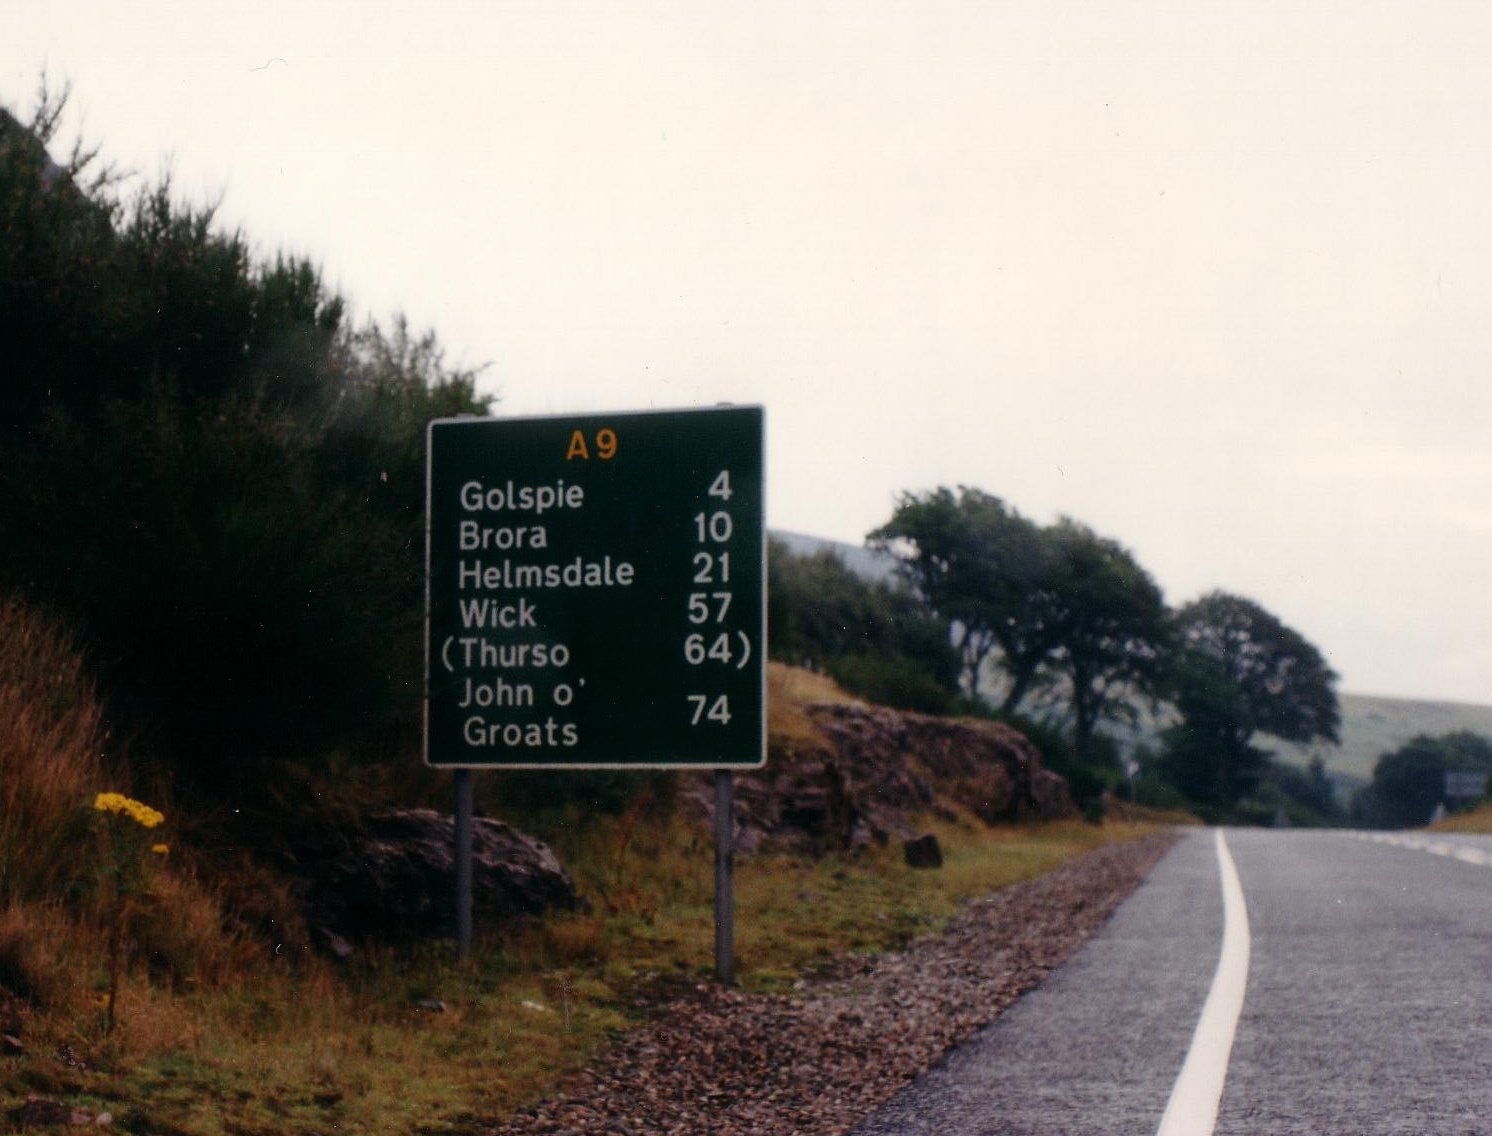 A9
Golspie 4
Brora 10
Helmsdale 21
Wick 57
(Thurso 64)
John o'
Groats 74